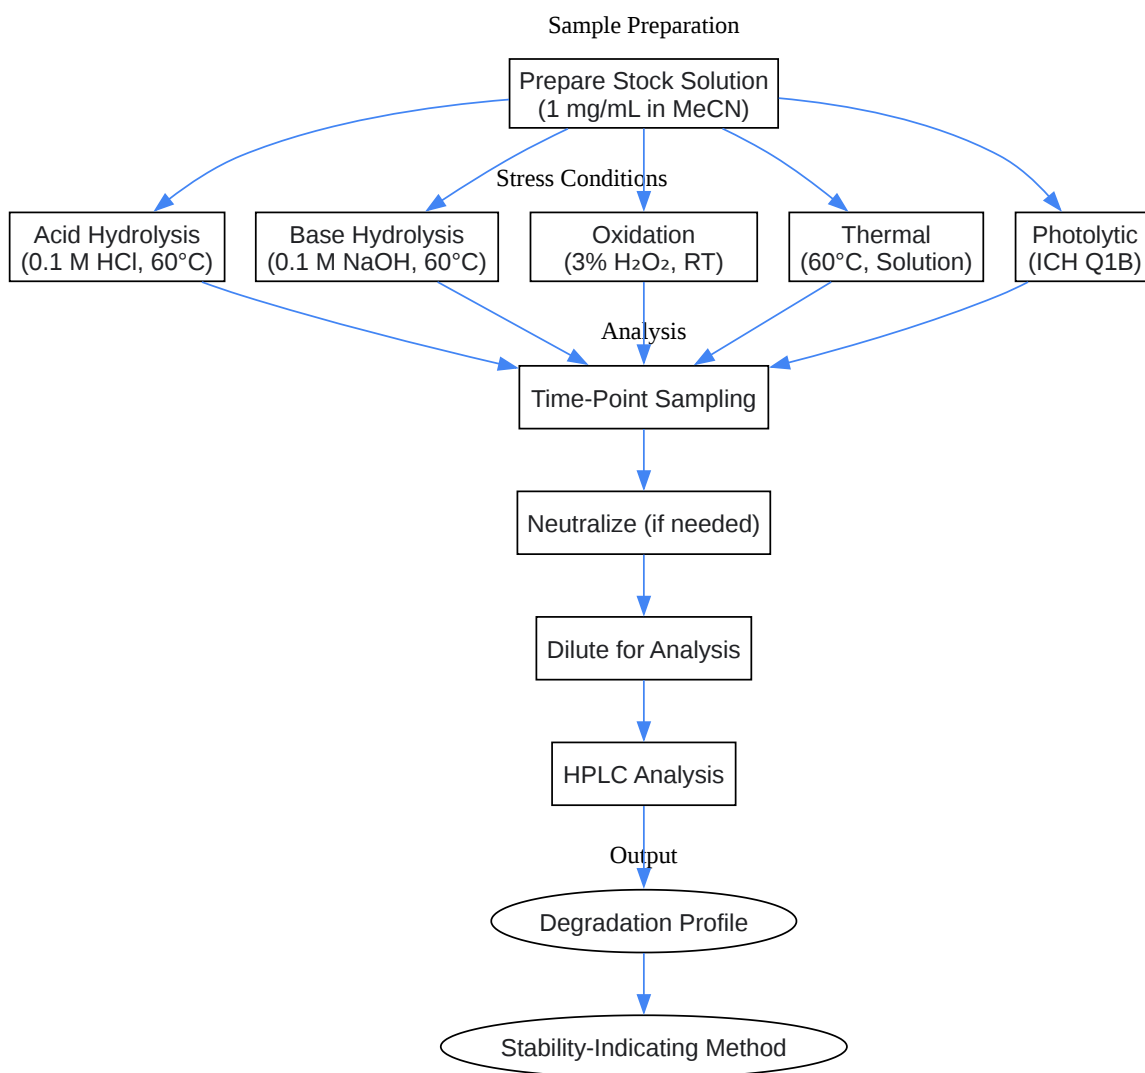 Sample Preparation
Prepare Stock Solution
(1 mg/mL in MeCN)
Stress Conditions
Acid Hydrolysis
(0.1 M HCl, 60°C)
Base Hydrolysis
(0.1 M NaOH, 60°C)
Oxidation
(3% H₂O₂, RT)
Thermal
(60°C, Solution)
Photolytic
(ICH Q1B)
Analysis
Time-Point Sampling
Neutralize (if needed)
Dilute for Analysis
HPLC Analysis
Output
Degradation Profile
Stability-Indicating Method